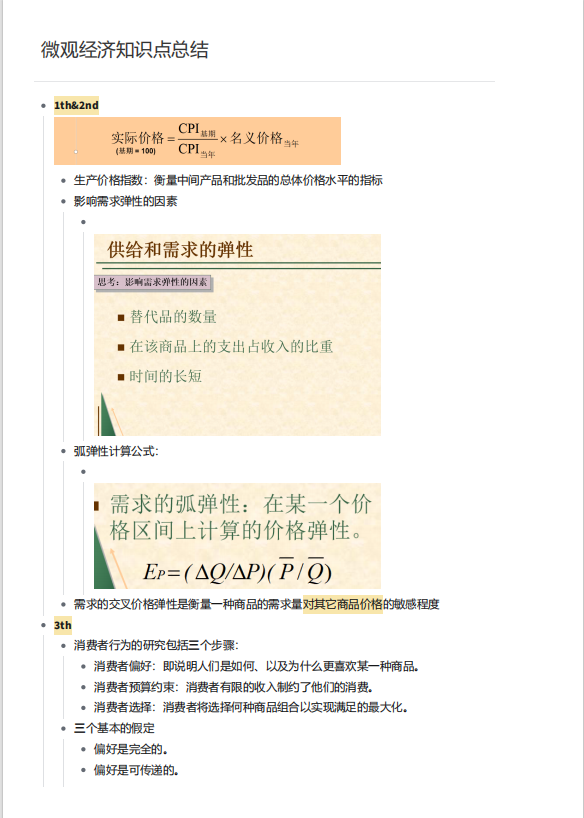 微观经济知识点总结
1th&2nd
实际价格 = CPI基期 / CPI当年 × 名义价格当年
(基期 = 100)
生产价格指数：衡量中间产品和批发品的总体价格水平的指标
影响需求弹性的因素
供给和需求的弹性
思考：影响需求弹性的因素
替代品的数量
在该商品上的支出占收入的比重
时间的长短
弧弹性计算公式：
需求的弧弹性：在某一个价
格区间上计算的价格弹性。
EP=(ΔQ/ΔP)(P̅/Q̅)
需求的交叉价格弹性是衡量一种商品的需求量对其它商品价格的敏感程度
3th
消费者行为的研究包括三个步骤：
消费者偏好：即说明人们是如何、以及为什么更喜欢某一种商品。
消费者预算约束：消费者有限的收入制约了他们的消费。
消费者选择：消费者将选择何种商品组合以实现满足的最大化。
三个基本的假定
偏好是完全的。
偏好是可传递的。